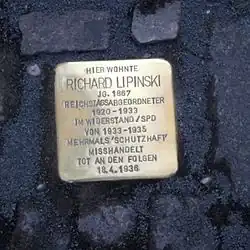 HIER WOHNTE
RICHARD LIPINSKI
JG. 1867
REICHSTAGSABGEORDNETER
1920-1933
IM WIDERSTAND/SPD
VON 1933-1935
MEHRMALS 'SCHUTZHAFT'
MISSHANDELT
TOT AN DEN FOLGEN
18.4.1936